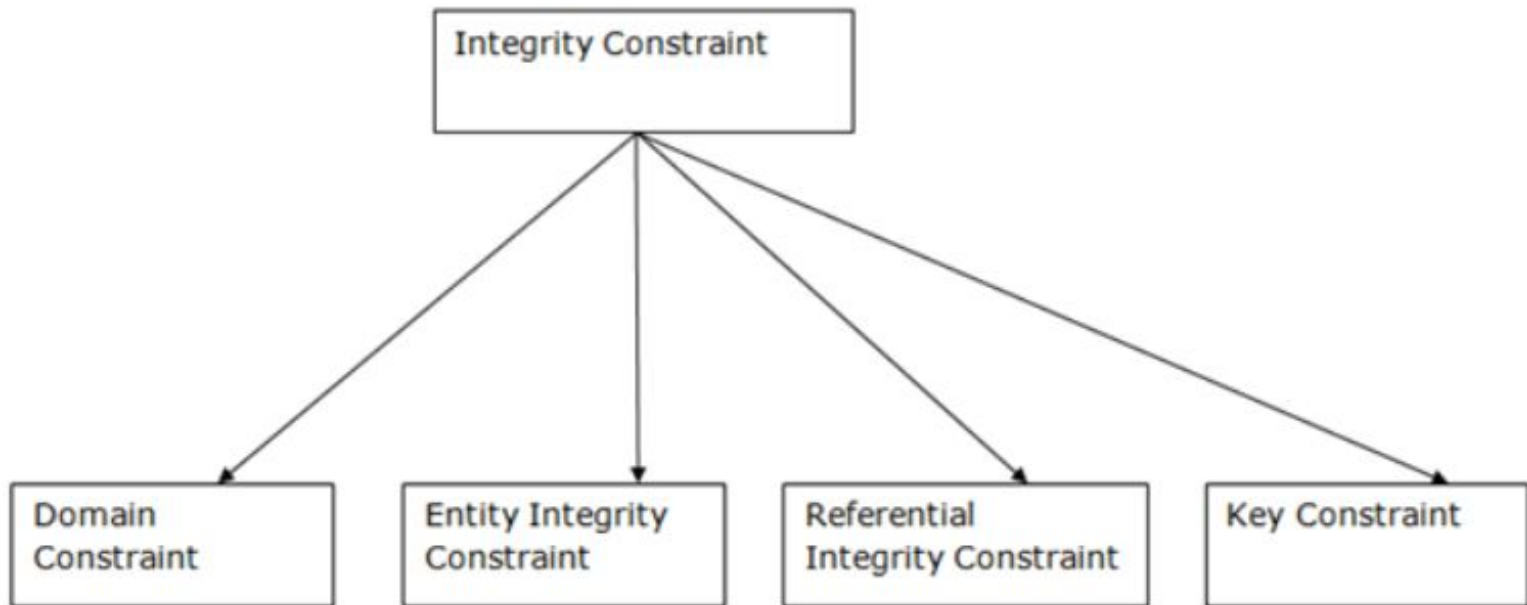 Integrity Constraint
Domain
Constraint
Entity Integrity
Constraint
Referential
Integrity Constraint
Key Constraint